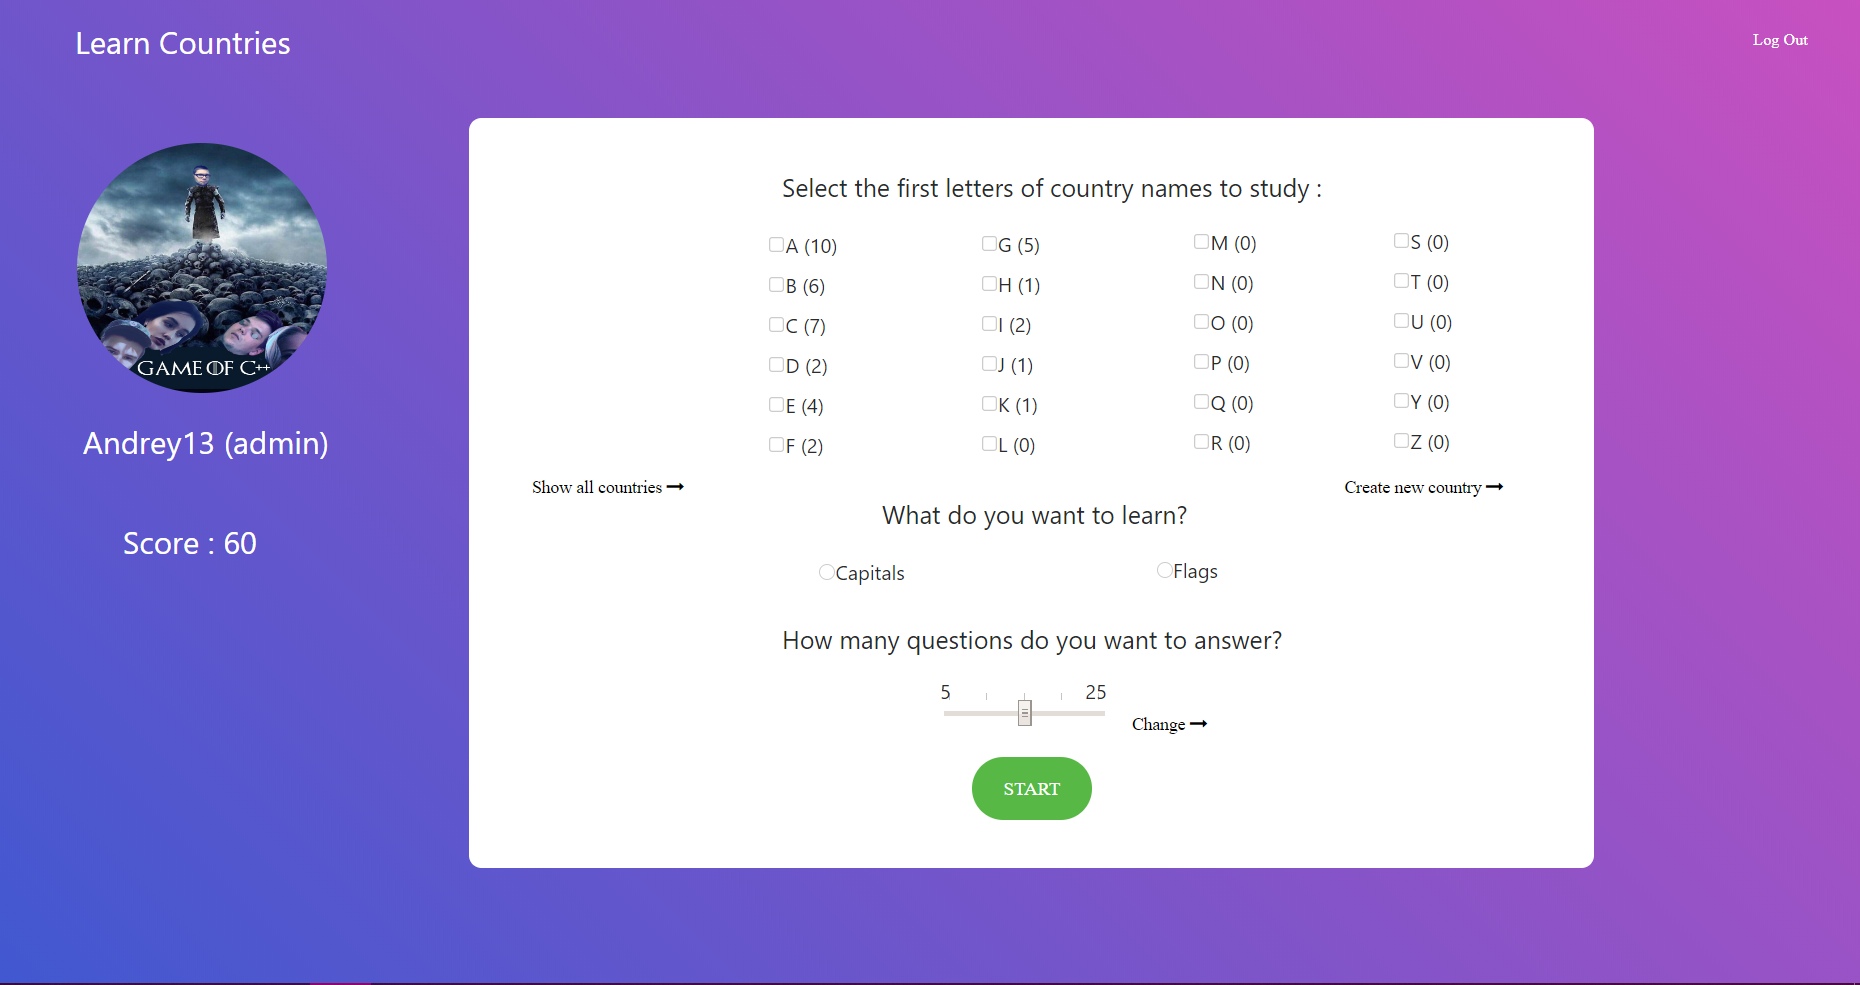 Learn Countries
Log Out
GAME OF C++
Andrey13 (admin)
Score : 60
Select the first letters of country names to study :
A (10) G (5) M (0) S (0)
B (6) H (1) N (0) T (0)
C (7) I (2) O (0) U (0)
D (2) J (1) P (0) V (0)
E (4) K (1) Q (0) Y (0)
F (2) L (0) R (0) Z (0)
Show all countries ➞ Create new country ➞
What do you want to learn?
Capitals Flags
How many questions do you want to answer?
5 25
Change ➞
START